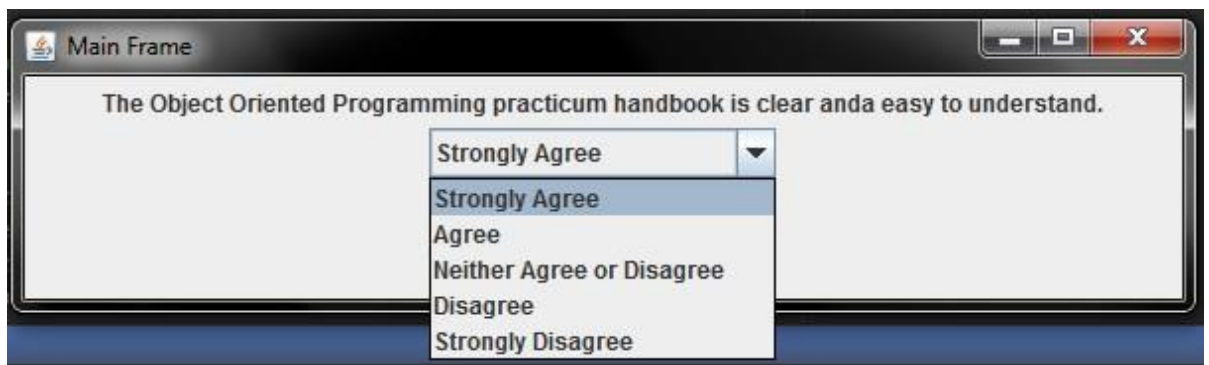 Main Frame
The Object Oriented Programming practicum handbook is clear anda easy to understand.
Strongly Agree
Strongly Agree
Agree
Neither Agree or Disagree
Disagree
Strongly Disagree